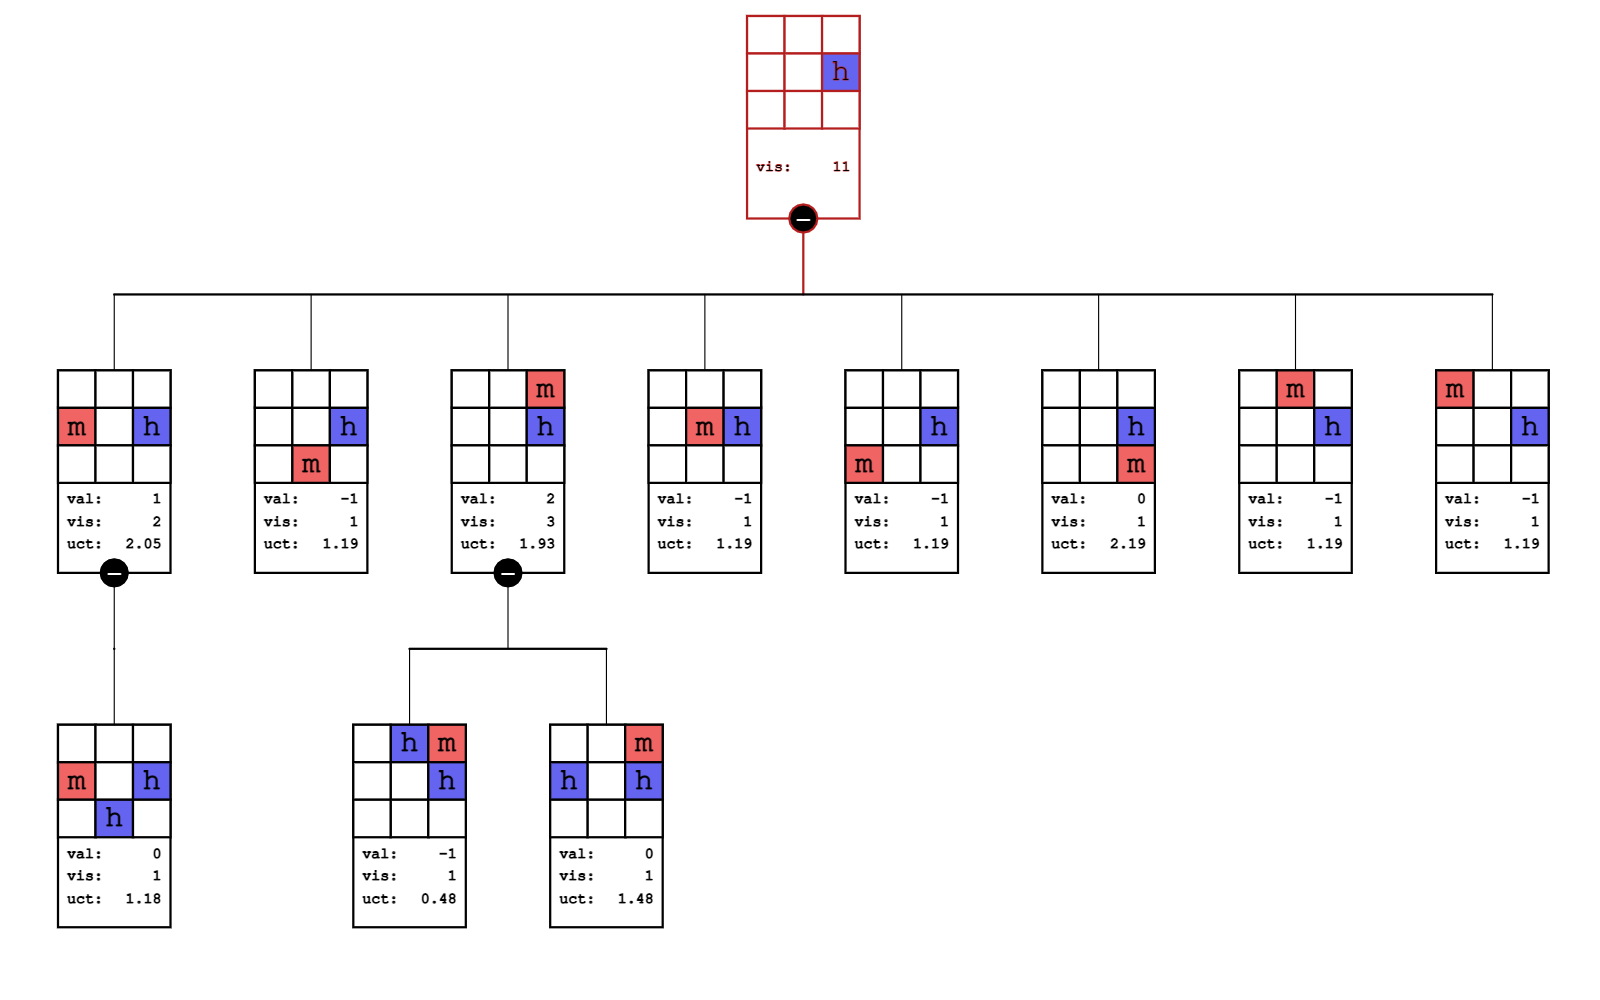 h
vis: 11
m h
val: 1
vis: 2
uct: 2.05
h
m
val: -1
vis: 1
uct: 1.19
m
h
val: 2
vis: 3
uct: 1.93
m h
val: -1
vis: 1
uct: 1.19
h
m
val: -1
vis: 1
uct: 1.19
h
m
val: 0
vis: 1
uct: 2.19
m
h
val: -1
vis: 1
uct: 1.19
m
h
val: -1
vis: 1
uct: 1.19
m h
h
val: 0
vis: 1
uct: 1.18
h m
h
val: -1
vis: 1
uct: 0.48
m
h h
val: 0
vis: 1
uct: 1.48